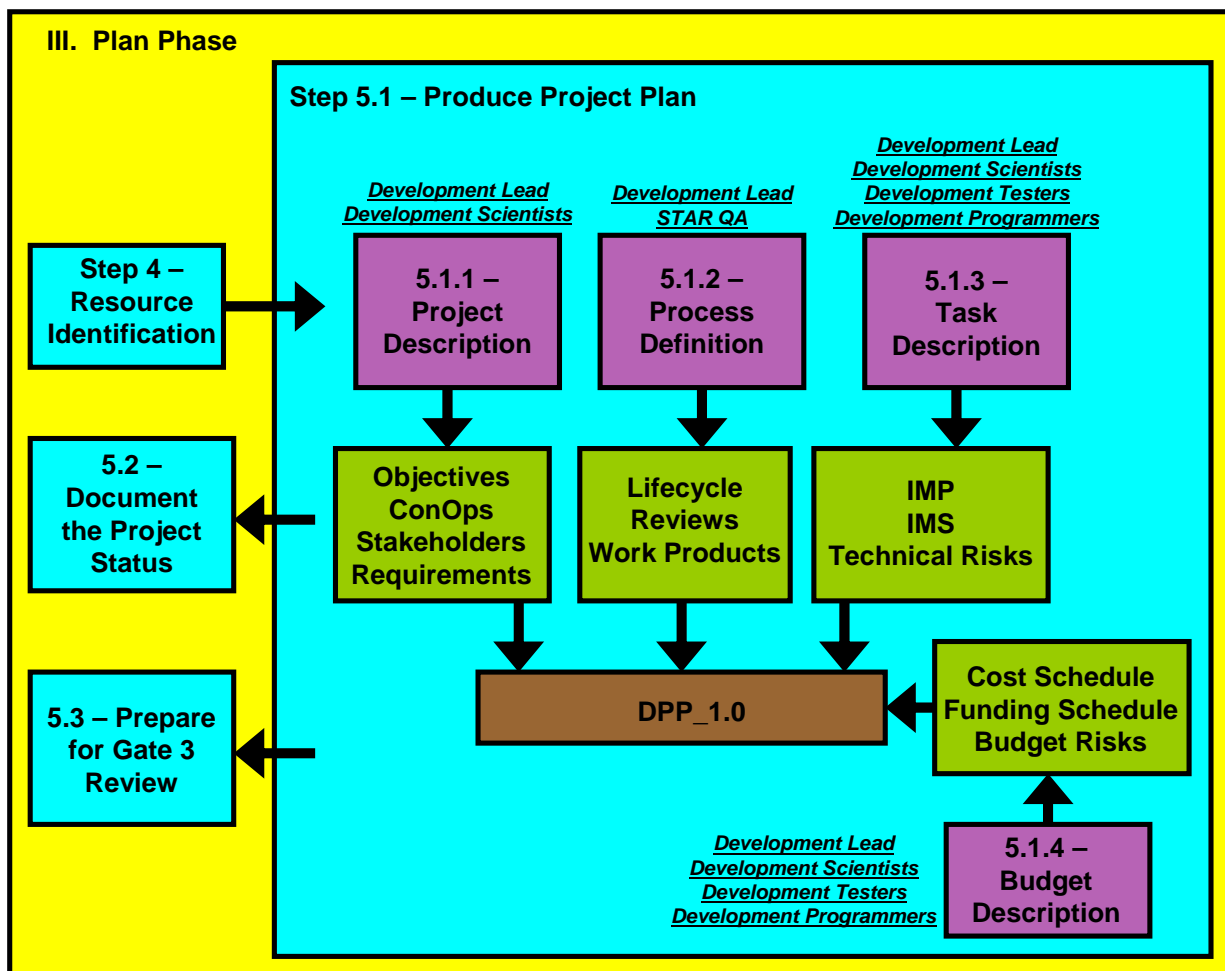 III. Plan Phase
Step 5.1 – Produce Project Plan
Development Lead
Development Scientists
Development Lead
STAR QA
Development Lead
Development Scientists
Development Testers
Development Programmers
Step 4 –
Resource
Identification
5.1.1 –
Project
Description
5.1.2 –
Process
Definition
5.1.3 –
Task
Description
5.2 –
Document
the Project
Status
Objectives
ConOps
Stakeholders
Requirements
Lifecycle
Reviews
Work Products
IMP
IMS
Technical Risks
5.3 – Prepare
for Gate 3
Review
DPP_1.0
Cost Schedule
Funding Schedule
Budget Risks
Development Lead
Development Scientists
Development Testers
Development Programmers
5.1.4 –
Budget
Description